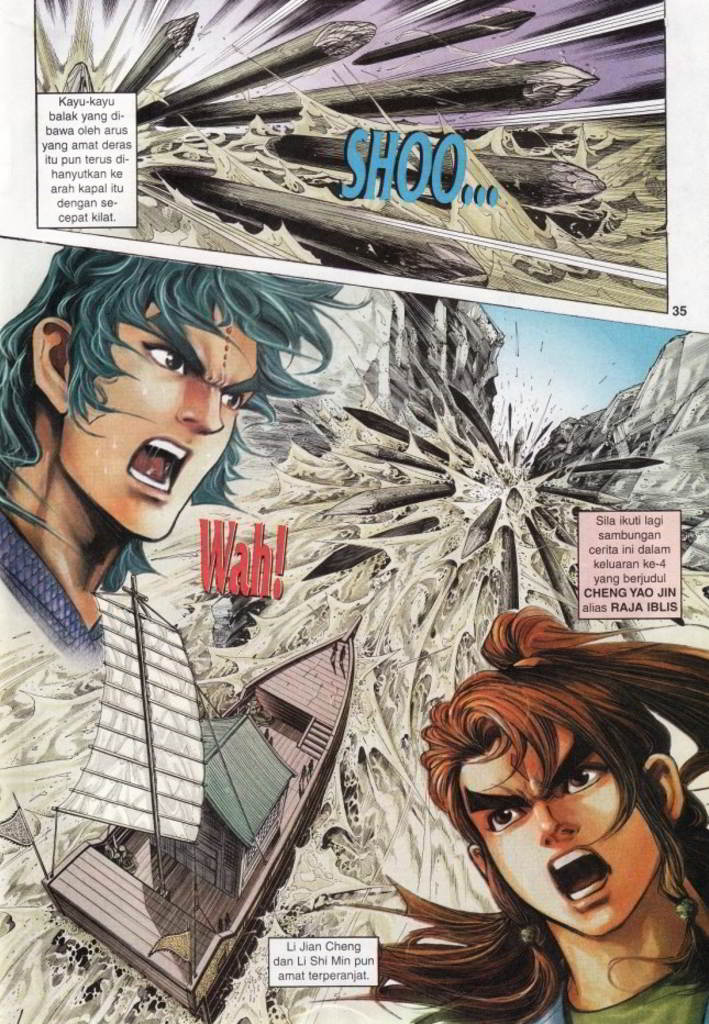 Kayu-kayu
balak yang di-
bawa oleh arus
yang amat deras
itu pun terus di-
hanyutkan ke
arah kapal itu
dengan se-
cepat kilat.
SHOO...
35
Wah!
Sila ikuti lagi
sambungan
cerita ini dalam
keluaran ke-4
yang berjudul
CHENG YAO JIN
alias RAJA IBLIS
Li Jian Cheng
dan Li Shi Min pun
amat terperanjat.